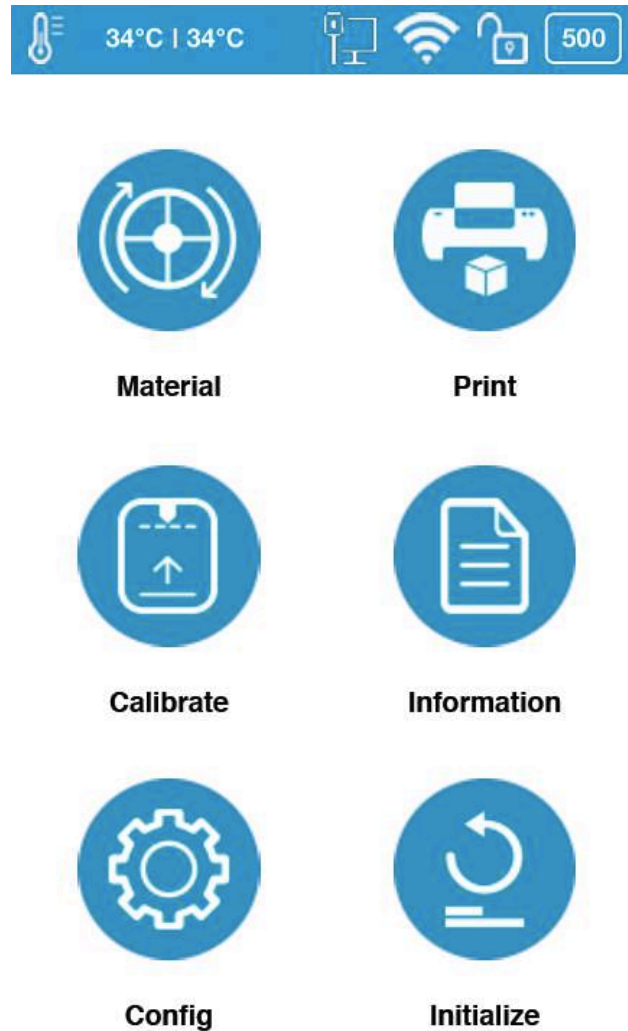 34°C | 34°C 500
Material Print
Calibrate Information
Config Initialize